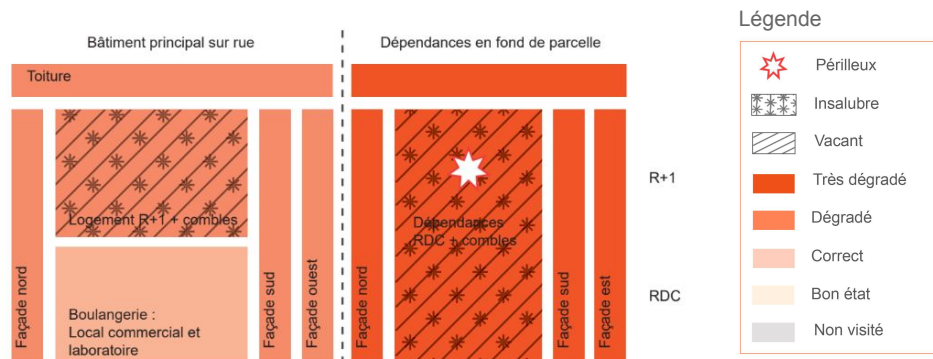 Bâtiment principal sur rue
Dépendances en fond de parcelle
Toiture
Façade nord
Logement R+1 + combles
Boulangerie :
Local commercial et
laboratoire
Façade sud
Façade ouest
Façade nord
Dépendances
RDC + combles
Façade sud
Façade est
R+1
RDC
Légende
Périlleux
Insalubre
Vacant
Très dégradé
Dégradé
Correct
Bon état
Non visité